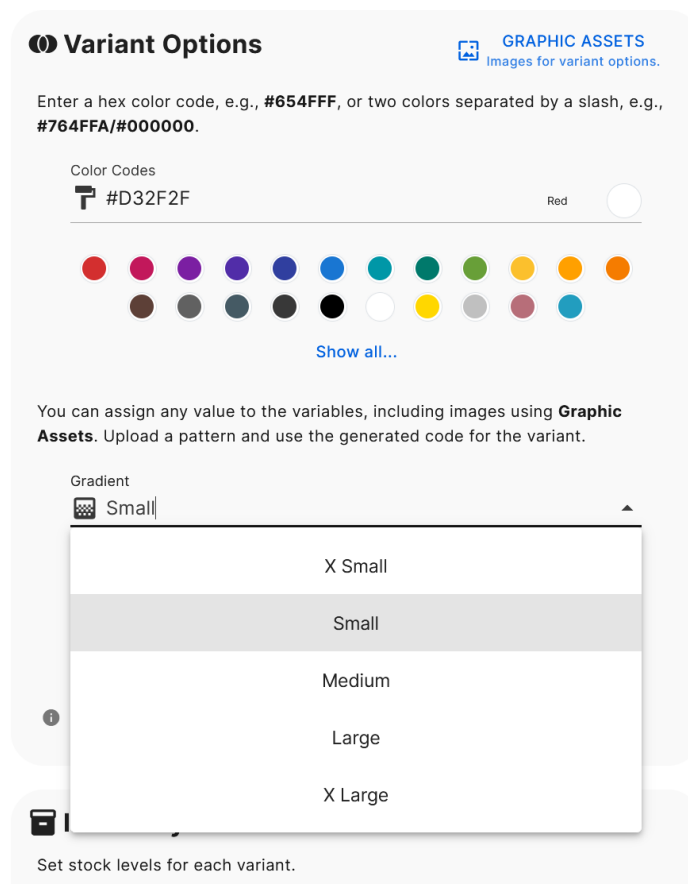 Variant Options
GRAPHIC ASSETS
Images for variant options.
Enter a hex color code, e.g., #654FFF, or two colors separated by a slash, e.g.,
#764FFA/#000000.
Color Codes
#D32F2F
Red
Show all...
You can assign any value to the variables, including images using Graphic
Assets. Upload a pattern and use the generated code for the variant.
Gradient
Small
X Small
Small
Medium
Large
X Large
Set stock levels for each variant.